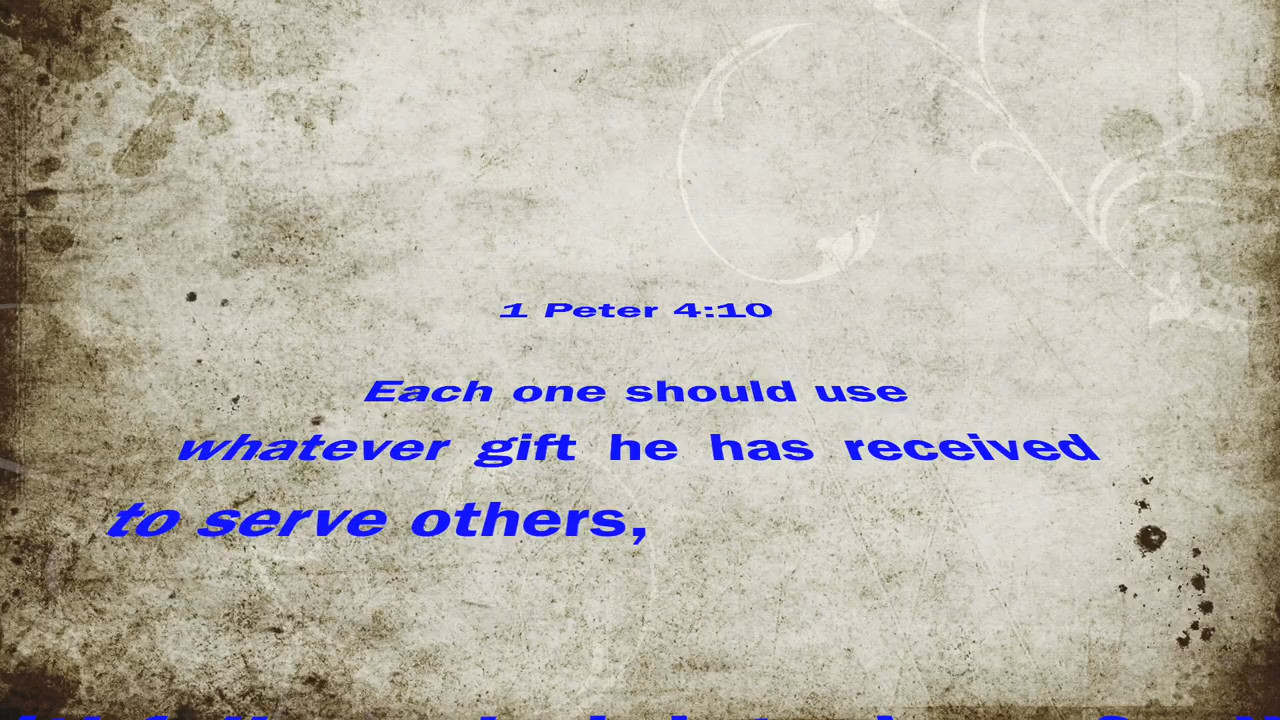 1 Peter 4:10
Each one should use
whatever gift he has received
to serve others,